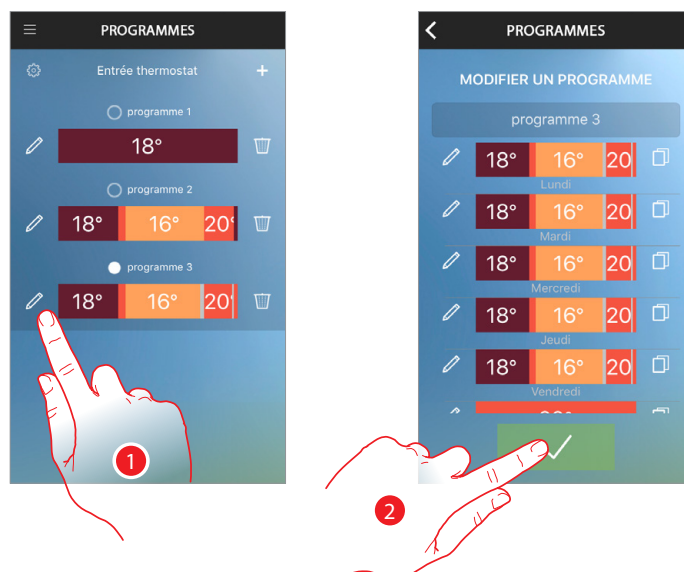 PROGRAMMES
Entrée thermostat
programme 1
18°
programme 2
18° 16° 20°
programme 3
18° 16° 20°
1
PROGRAMMES
MODIFIER UN PROGRAMME
programme 3
18° 16° 20
Lundi
18° 16° 20
Mardi
18° 16° 20
Mercredi
18° 16° 20
Jeudi
18° 16° 20
Vendredi
2